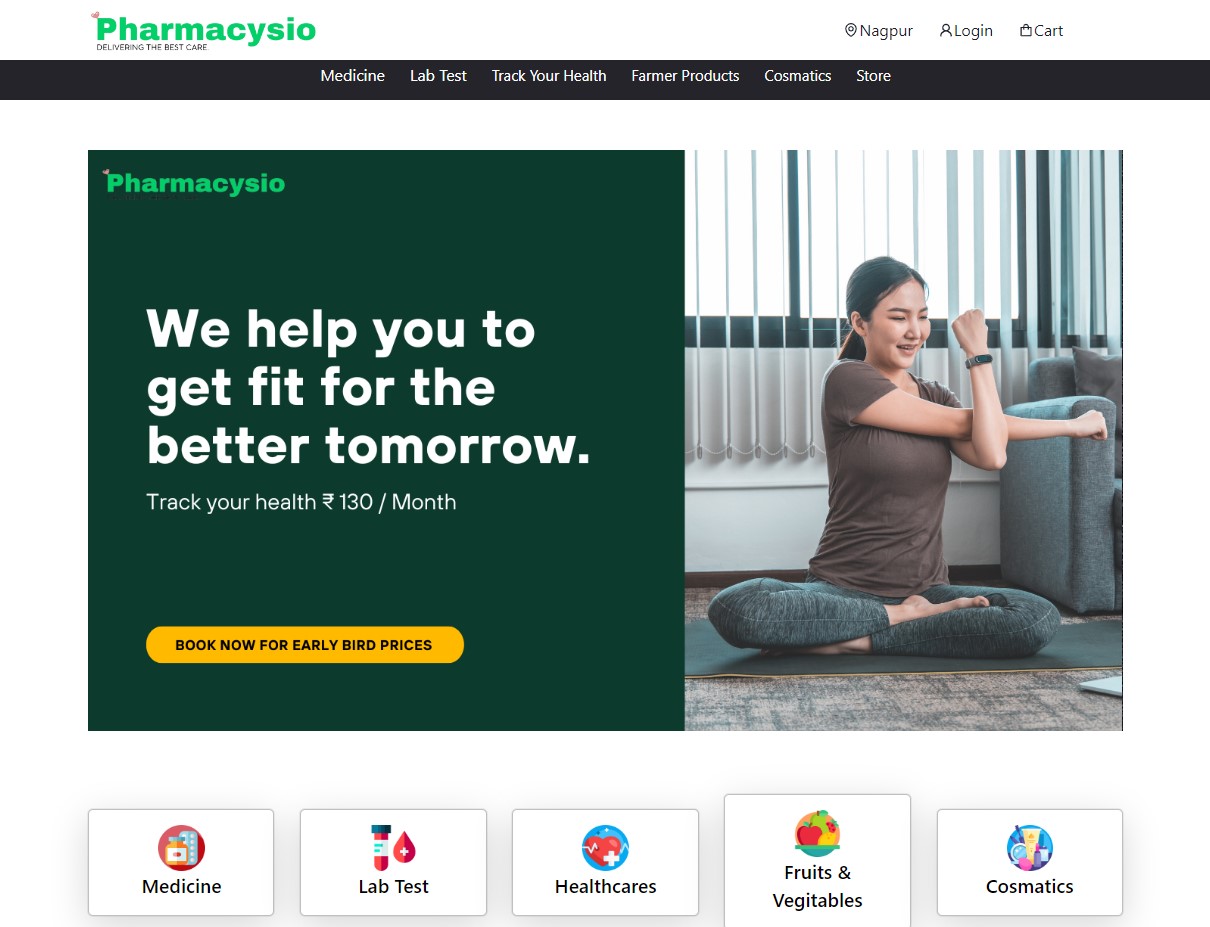 Pharmacysio
DELIVERING THE BEST CARE.
Nagpur Login Cart
Medicine Lab Test Track Your Health Farmer Products Cosmatics Store
Pharmacysio
We help you to
get fit for the
better tomorrow.
Track your health ₹ 130 / Month
BOOK NOW FOR EARLY BIRD PRICES
Medicine
Lab Test
Healthcares
Fruits &
Vegitables
Cosmatics